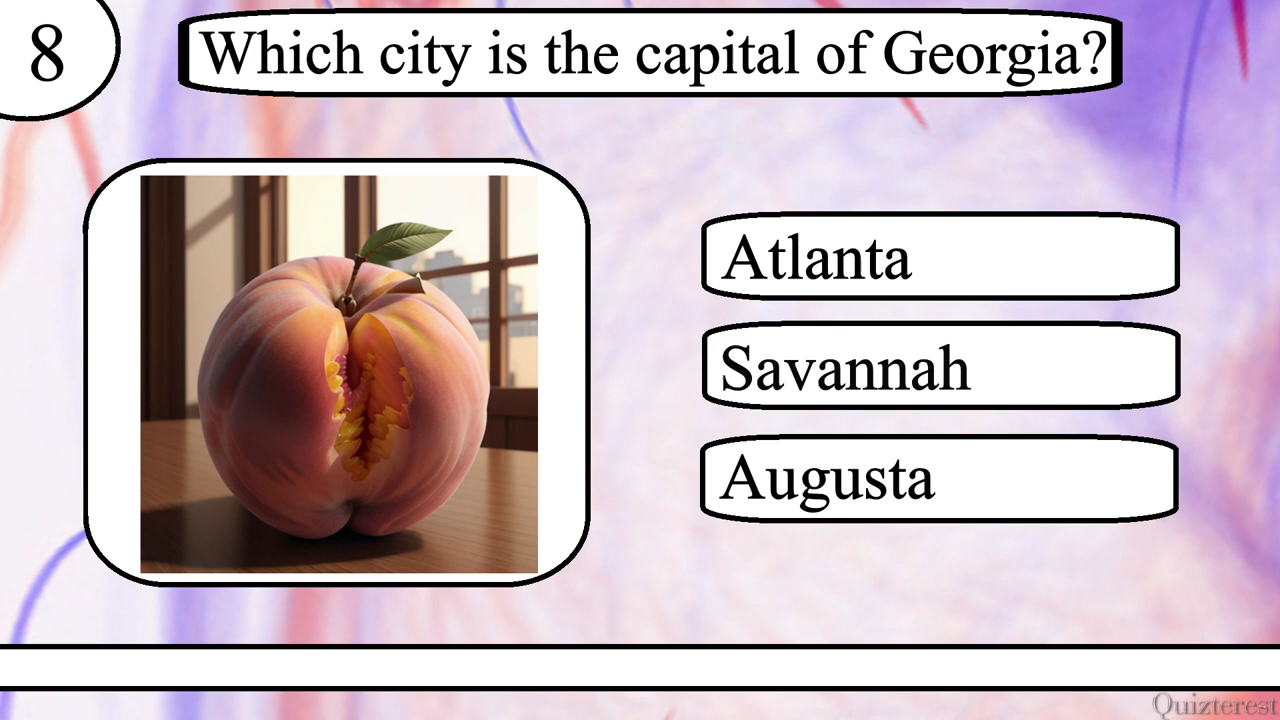 8
Which city is the capital of Georgia?
Atlanta
Savannah
Augusta
Quizterest